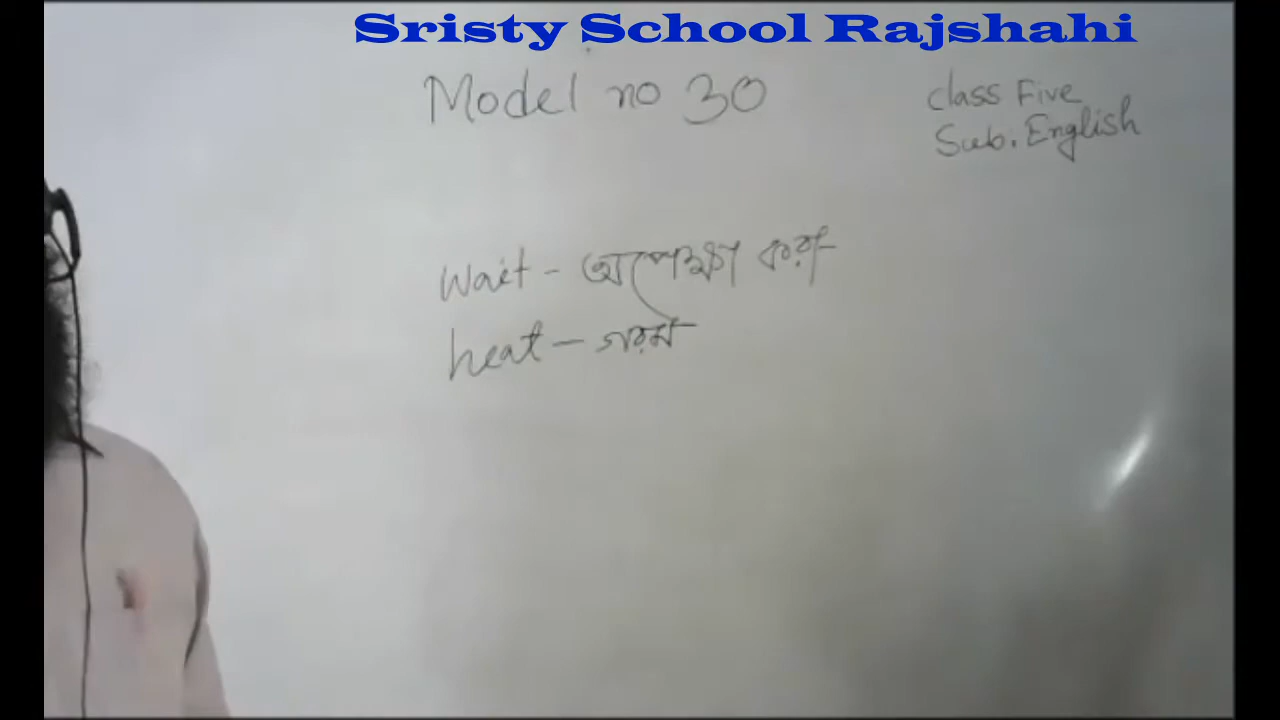 Sristy School Rajshahi
Model no 30
class Five
Sub. English
wait - অপেক্ষা করা
heat - গরম